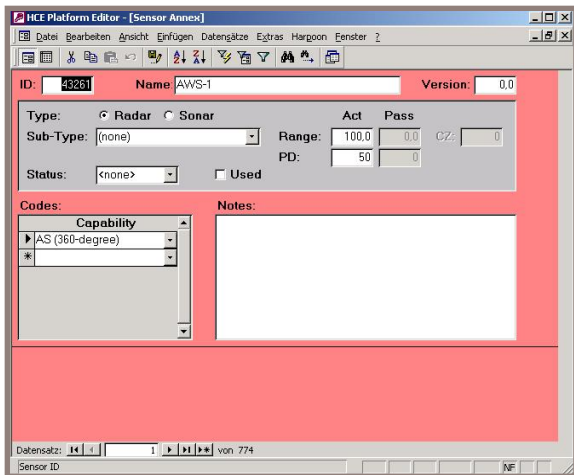 HCE Platform Editor - [Sensor Annex]
Datei Bearbeiten Ansicht Einfügen Datensätze Extras Harpoon Fenster ?
ID: 43261 Name: AWS-1 Version: 0,0
Type: Radar Sonar Act Pass
Sub-Type: (none) Range: 100,0 0,0 CZ: 0
PD: 50 0
Status: <none> Used
Codes: Notes:
Capability
AS (360-degree)
Datensatz: 1 von 774
Sensor ID NF